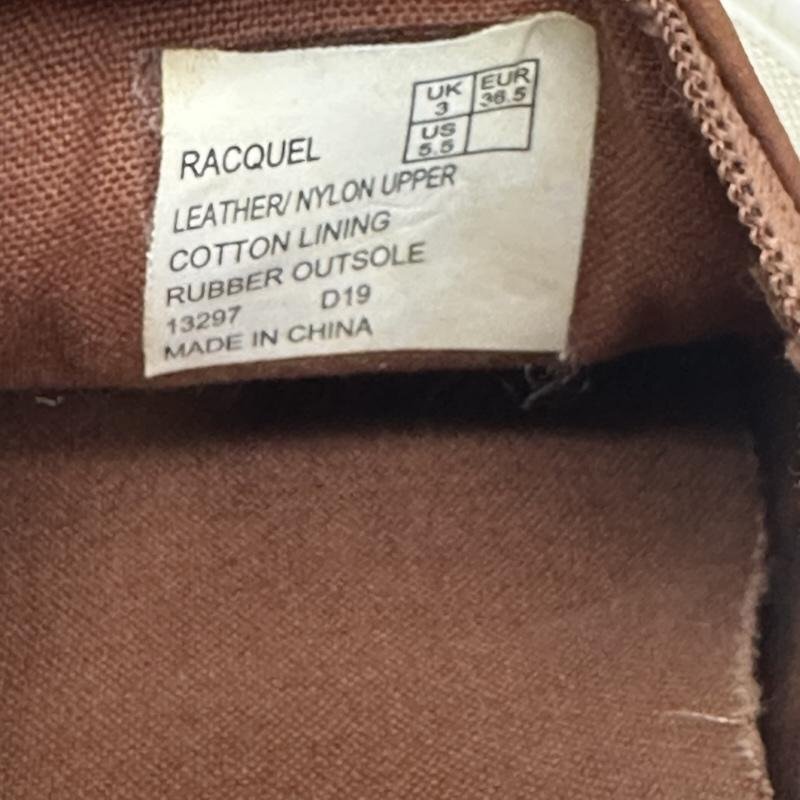 UK 3 EUR 36.5
US 5.5
RACQUEL
LEATHER/ NYLON UPPER
COTTON LINING
RUBBER OUTSOLE
13297 D19
MADE IN CHINA